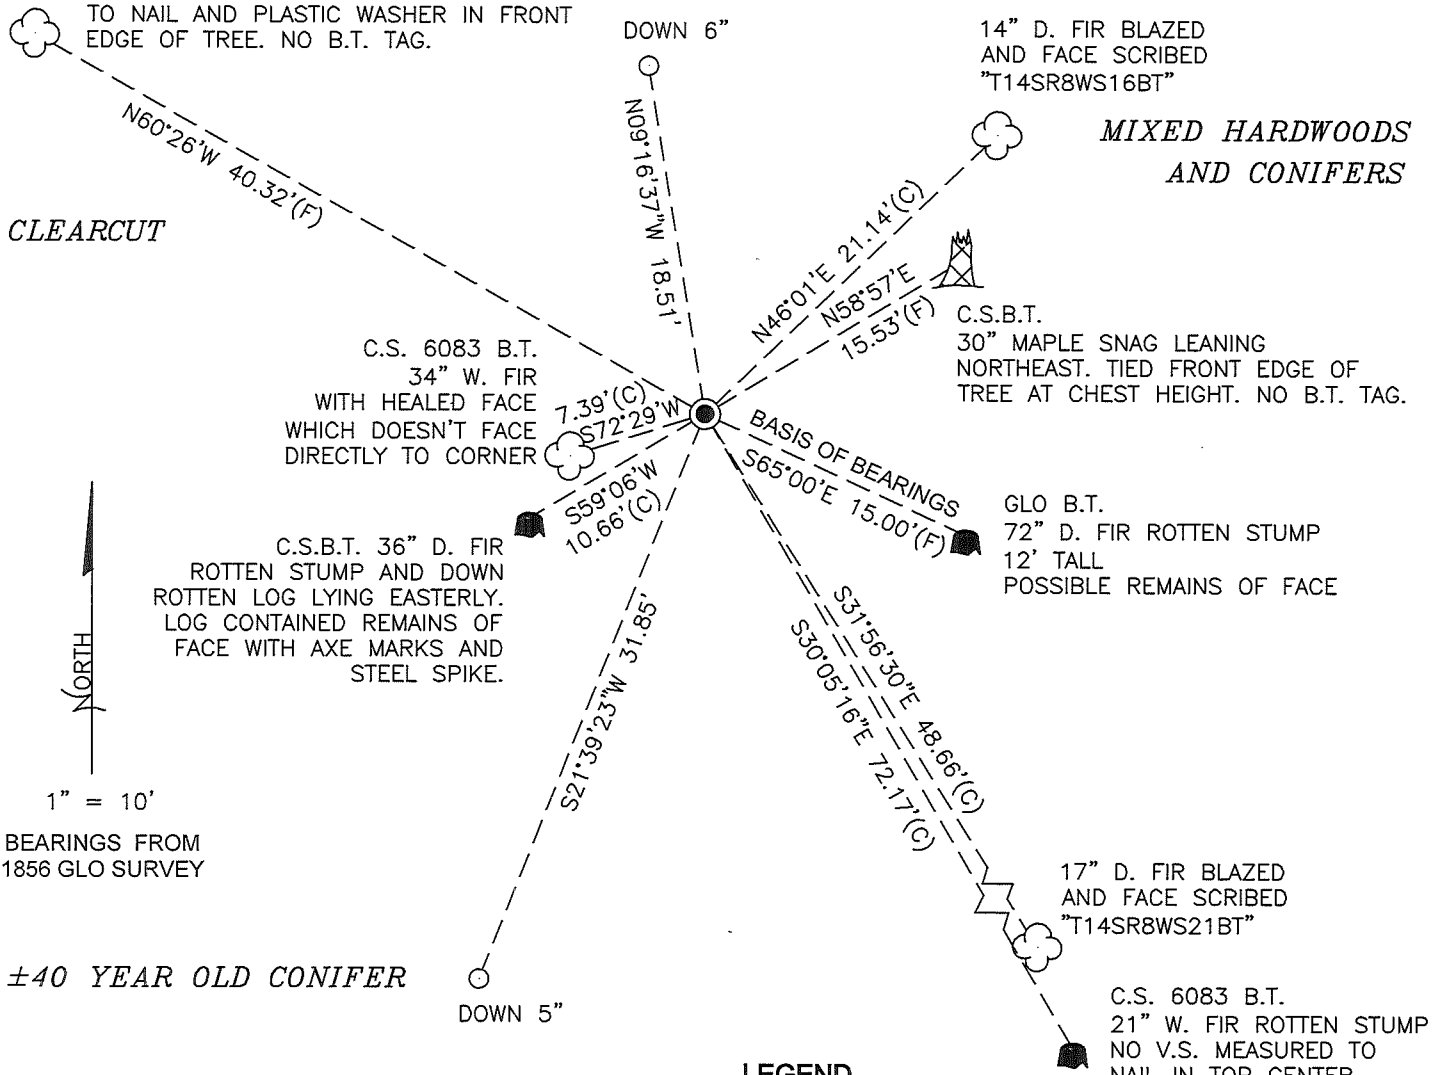 TO NAIL AND PLASTIC WASHER IN FRONT
EDGE OF TREE. NO B.T. TAG.
DOWN 6"
14" D. FIR BLAZED
AND FACE SCRIBED
"T14SR8WS16BT"
MIXED HARDWOODS
AND CONIFERS
N60°26'W 40.32'(F)
N09°16'37"W 18.51'
N46°01'E 21.14'(C)
N58°57'E
15.53'(F)
CLEARCUT
C.S.B.T.
30" MAPLE SNAG LEANING
NORTHEAST. TIED FRONT EDGE OF
TREE AT CHEST HEIGHT. NO B.T. TAG.
C.S. 6083 B.T.
34" W. FIR
WITH HEALED FACE
WHICH DOESN'T FACE
DIRECTLY TO CORNER
7.39'(C)
S72°29'W
BASIS OF BEARINGS
S65°00'E 15.00'(F)
S59°06'W
10.66'(C)
GLO B.T.
72" D. FIR ROTTEN STUMP
12' TALL
POSSIBLE REMAINS OF FACE
C.S.B.T. 36" D. FIR
ROTTEN STUMP AND DOWN
ROTTEN LOG LYING EASTERLY.
LOG CONTAINED REMAINS OF
FACE WITH AXE MARKS AND
STEEL SPIKE.
S21°39'23"W 31.85'
S31°56'30"E 48.66'(C)
S30°05'16"E 72.17'(C)
NORTH
1" = 10'
BEARINGS FROM
1856 GLO SURVEY
17" D. FIR BLAZED
AND FACE SCRIBED
"T14SR8WS21BT"
±40 YEAR OLD CONIFER
DOWN 5"
C.S. 6083 B.T.
21" W. FIR ROTTEN STUMP
NO V.S. MEASURED TO
NAIL IN TOP CENTER
LEGEND